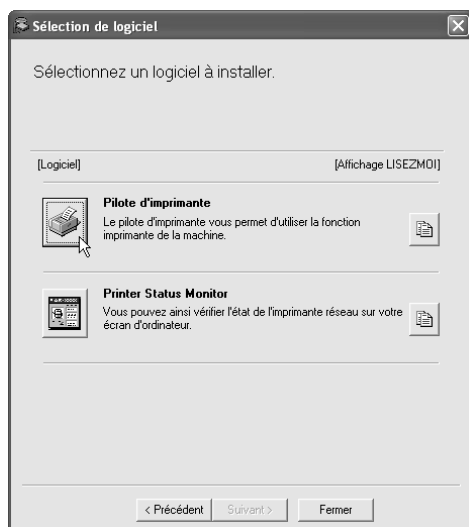 Sélection de logiciel
Sélectionnez un logiciel à installer.
[Logiciel] [Affichage LISEZMOI]
Pilote d'imprimante
Le pilote d'imprimante vous permet d'utiliser la fonction
imprimante de la machine.
Printer Status Monitor
Vous pouvez ainsi vérifier l'état de l'imprimante réseau sur votre
écran d'ordinateur.
< Précédent Suivant > Fermer